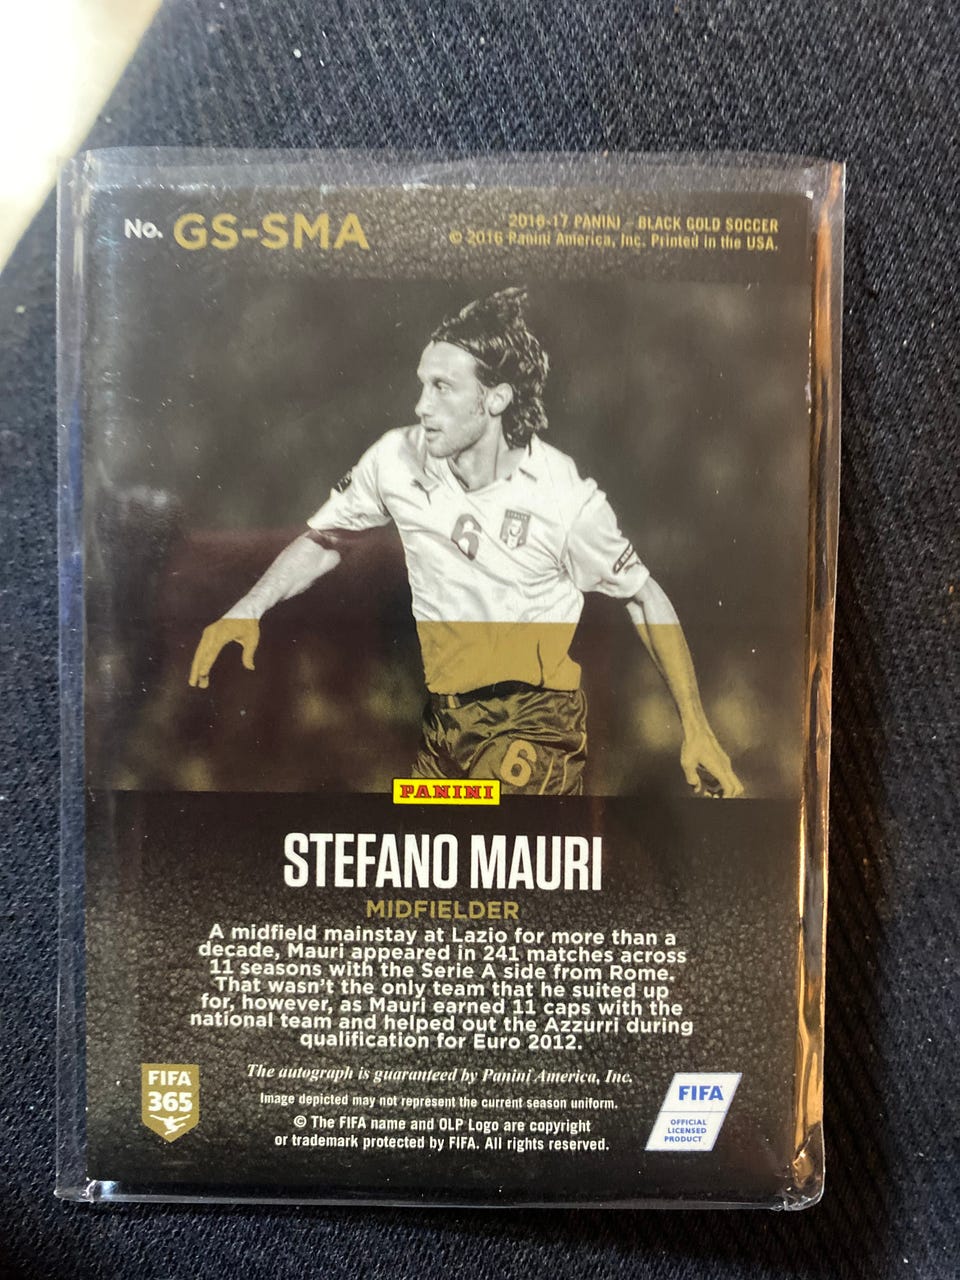 No. GS-SMA
2016-17 PANINI - BLACK GOLD SOCCER
© 2016 Panini America, Inc. Printed in the USA.
6
ITALIA
6
PANINI
STEFANO MAURI
MIDFIELDER
A midfield mainstay at Lazio for more than a
decade, Mauri appeared in 241 matches across
11 seasons with the Serie A side from Rome.
That wasn't the only team that he suited up
for, however, as Mauri earned 11 caps with the
national team and helped out the Azzurri during
qualification for Euro 2012.
The autograph is guaranteed by Panini America, Inc.
Image depicted may not represent the current season uniform.
© The FIFA name and OLP Logo are copyright
or trademark protected by FIFA. All rights reserved.
FIFA
365
FIFA
OFFICIAL
LICENSED
PRODUCT